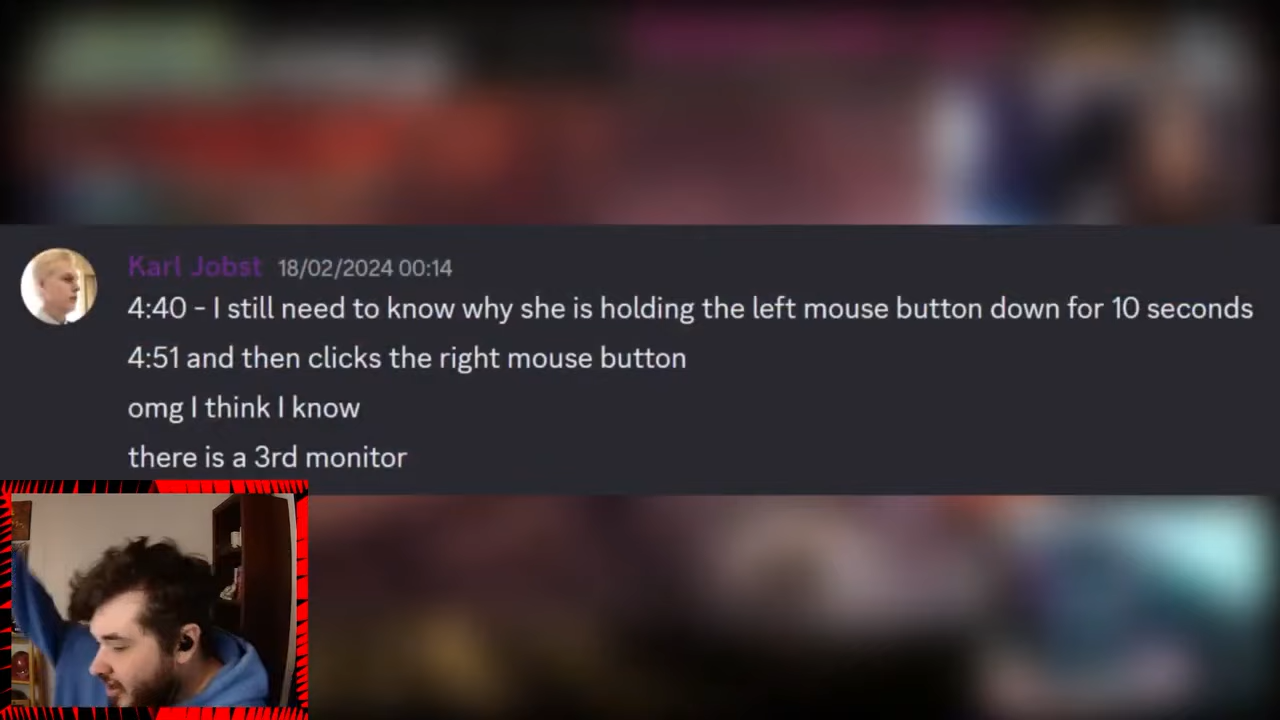 Karl Jobst 18/02/2024 00:14
4:40 - I still need to know why she is holding the left mouse button down for 10 seconds
4:51 and then clicks the right mouse button
omg I think I know
there is a 3rd monitor